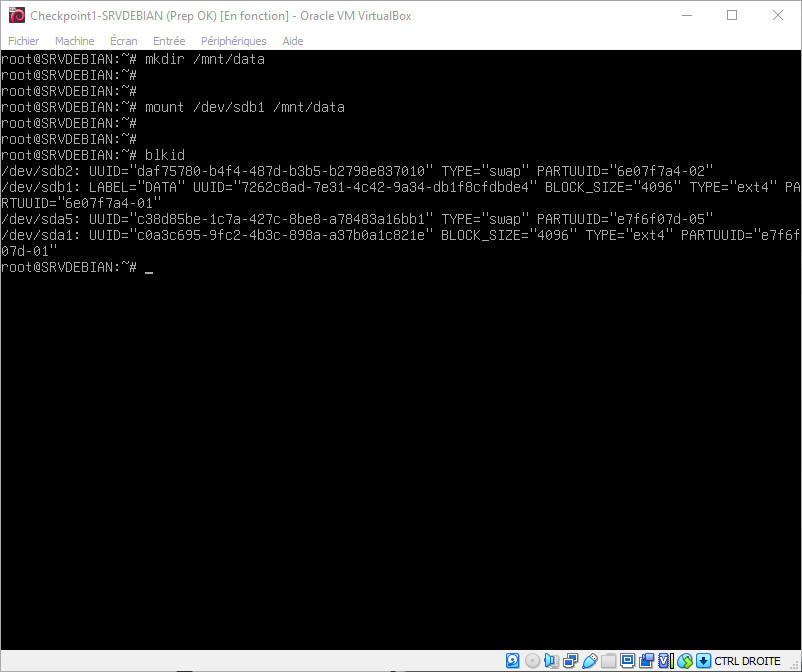 Checkpoint1-SRVDEBIAN (Prep OK) [En fonction] - Oracle VM VirtualBox
Fichier Machine Écran Entrée Périphériques Aide
root@SRVDEBIAN:~# mkdir /mnt/data
root@SRVDEBIAN:~#
root@SRVDEBIAN:~#
root@SRVDEBIAN:~# mount /dev/sdb1 /mnt/data
root@SRVDEBIAN:~#
root@SRVDEBIAN:~#
root@SRVDEBIAN:~# blkid
/dev/sdb2: UUID="daf75780-b4f4-487d-b3b5-b2798e837010" TYPE="swap" PARTUUID="6e07f7a4-02"
/dev/sdb1: LABEL="DATA" UUID="7262c8ad-7e31-4c42-9a34-db1f8cfdbde4" BLOCK_SIZE="4096" TYPE="ext4" PA
RTUUID="6e07f7a4-01"
/dev/sda5: UUID="c38d85be-1c7a-427c-8be8-a78483a16bb1" TYPE="swap" PARTUUID="e7f6f07d-05"
/dev/sda1: UUID="c0a3c695-9fc2-4b3c-898a-a37b0a1c821e" BLOCK_SIZE="4096" TYPE="ext4" PARTUUID="e7f6f
07d-01"
root@SRVDEBIAN:~# _
CTRL DROITE